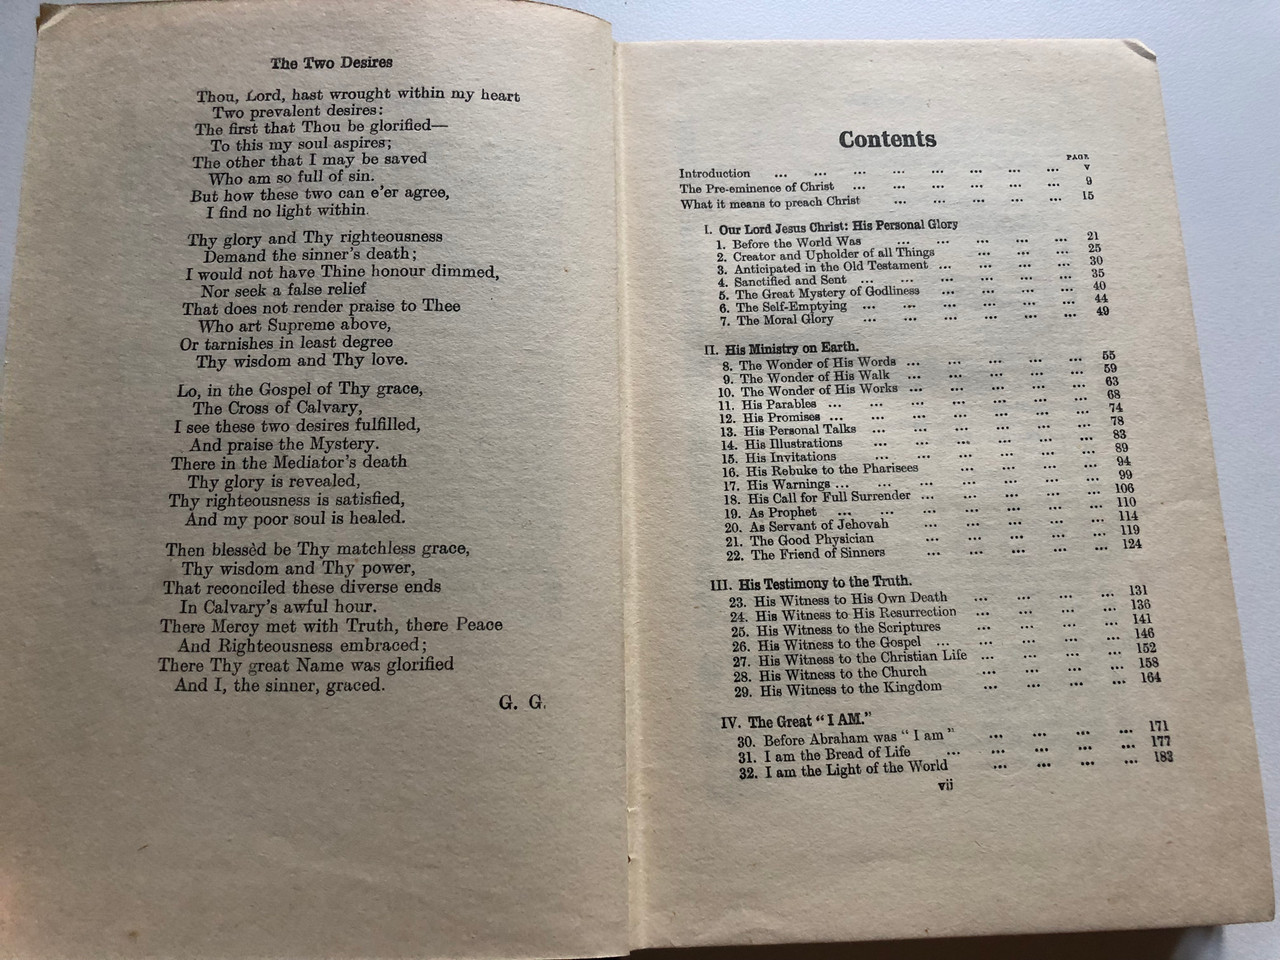 The Two Desires
Thou, Lord, hast wrought within my heart
Two prevalent desires:
The first that Thou be glorified—
To this my soul aspires;
The other that I may be saved
Who am so full of sin.
But how these two can e'er agree,
I find no light within.
Thy glory and Thy righteousness
Demand the sinner's death;
I would not have Thine honour dimmed,
Nor seek a false relief
That does not render praise to Thee
Who art Supreme above,
Or tarnishes in least degree
Thy wisdom and Thy love.
Lo, in the Gospel of Thy grace,
The Cross of Calvary,
I see these two desires fulfilled,
And praise the Mystery.
There in the Mediator's death
Thy glory is revealed,
Thy righteousness is satisfied,
And my poor soul is healed.
Then blessèd be Thy matchless grace,
Thy wisdom and Thy power,
That reconciled these diverse ends
In Calvary's awful hour.
There Mercy met with Truth, there Peace
And Righteousness embraced;
There Thy great Name was glorified
And I, the sinner, graced.
G. G.
Contents
PAGE
Introduction ... ... ... ... ... ... ... ... v
The Pre-eminence of Christ ... ... ... ... ... ... 9
What it means to preach Christ ... ... ... ... ... 15
I. Our Lord Jesus Christ: His Personal Glory
1. Before the World Was ... ... ... ... ... 21
2. Creator and Upholder of all Things ... ... ... 25
3. Anticipated in the Old Testament ... ... ... ... 30
4. Sanctified and Sent ... ... ... ... ... 35
5. The Great Mystery of Godliness ... ... ... ... 40
6. The Self-Emptying ... ... ... ... ... ... 44
7. The Moral Glory ... ... ... ... ... ... 49
II. His Ministry on Earth.
8. The Wonder of His Words ... ... ... ... ... 55
9. The Wonder of His Walk ... ... ... ... ... 59
10. The Wonder of His Works ... ... ... ... ... 63
11. His Parables ... ... ... ... ... ... ... 68
12. His Promises ... ... ... ... ... ... ... 74
13. His Personal Talks ... ... ... ... ... ... 78
14. His Illustrations ... ... ... ... ... ... 83
15. His Invitations ... ... ... ... ... ... 89
16. His Rebuke to the Pharisees ... ... ... ... 94
17. His Warnings ... ... ... ... ... ... ... 99
18. His Call for Full Surrender ... ... ... ... ... 106
19. As Prophet ... ... ... ... ... ... ... 110
20. As Servant of Jehovah ... ... ... ... ... 114
21. The Good Physician ... ... ... ... ... 119
22. The Friend of Sinners ... ... ... ... ... 124
III. His Testimony to the Truth.
23. His Witness to His Own Death ... ... ... ... 131
24. His Witness to His Resurrection ... ... ... ... 136
25. His Witness to the Scriptures ... ... ... ... 141
26. His Witness to the Gospel ... ... ... ... ... 146
27. His Witness to the Christian Life ... ... ... ... 152
28. His Witness to the Church ... ... ... ... 158
29. His Witness to the Kingdom ... ... ... ... 164
IV. The Great "I AM."
30. Before Abraham was "I am" ... ... ... ... 171
31. I am the Bread of Life ... ... ... ... ... 177
32. I am the Light of the World ... ... ... ... 183
vii